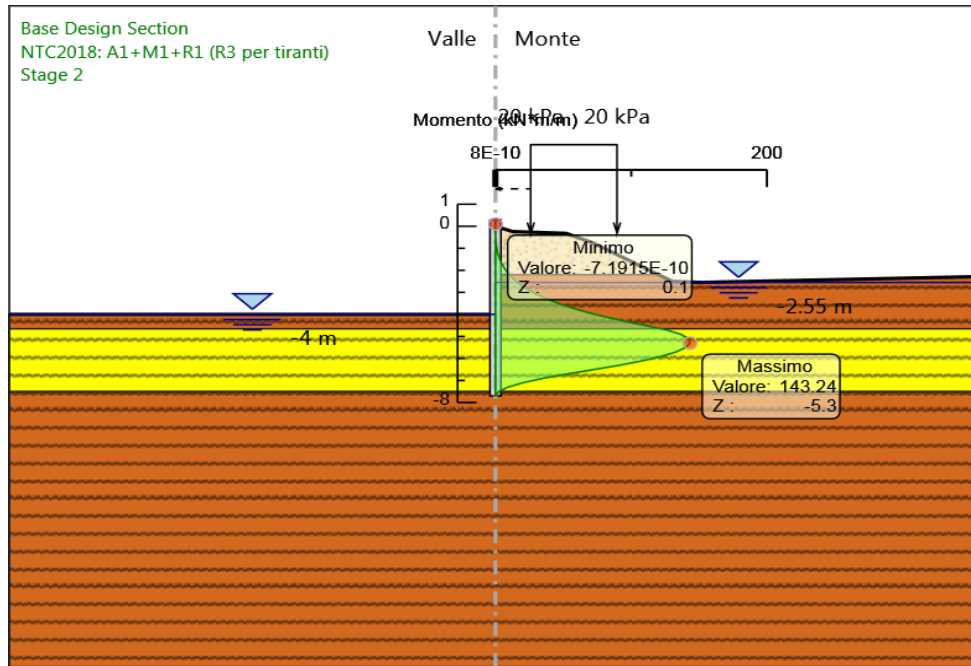 Base Design Section
NTC2018: A1+M1+R1 (R3 per tiranti)
Stage 2
Valle
Monte
20 kPa
20 kPa
Momento (kN*m/m)
8E-10
200
1
0
Minimo
Valore: -7.1915E-10
Z : 0.1
-2.55 m
-4 m
Massimo
Valore: 143.24
Z : -5.3
-8